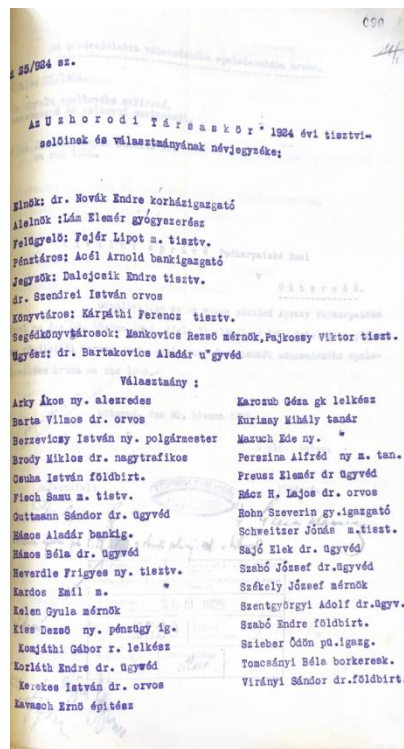 090
d 25/924 sz.
Az Uzhorodi Társaskör" 1924 évi tisztvi-
selőinek és választmányának névjegyzéke;
Elnök: dr. Novák Endre korházigazgató
Alelnök :Lám Elemér gyógyszerész
Felügyelő: Fejér Lipot m. tisztv.
Pénztáros: Acél Arnold bankigazgató
Jegyzők: Dalejcsik Endre tisztv.
dr. Szendrei István orvos
Könyvtáros: Kárpáthi Ferencz tisztv.
Segédkönyvtárosok: Mankovics Rezső mérnök,Pajkossy Viktor tiszt.
Ügyész: dr. Bartakovics Aladár u"gyvéd
Választmány :
Arky Ákos ny. alezredes
Barta Vilmos dr. orvos
Berzeviczy István ny. polgármester
Brody Miklos dr. nagytrafikos
Csuha István földbirt.
Fisch Samu m. tistv.
Guttmann Sándor dr. ügyvéd
Hámos Aladár bankig.
Hámos Béla dr. ügyvéd
Heverdle Frigyes ny. tisztv.
Kardos Emil m. "
Kelen Gyula mérnök
Kiss Dezső ny. pénzügy ig.
Komjáthi Gábor r. lelkész
Korláth Endre dr. ügyvéd
Kerekes István dr. orvos
Kavasch Ernő épitész
Karczub Géza gk lelkész
Kurimay Mihály tanár
Mazuch Ede ny. "
Perszina Alfréd ny m. tan.
Preusz Elemér dr ügyvéd
Rácz H. Lajos dr. orvos
Rohn Szeverin gy.igazgató
Schweitzer Jónás m.tiszt.
Sajó Elek dr. ügyvéd
Szabó József dr.ügyvéd
Székely József mérnök
Szentgyörgyi Adolf dr.ügyv.
Szabó Endre földbirt.
Szieber Ödön pü.igazg.
Tomcsányi Béla borkeresk.
Virányi Sándor dr.földbirt.